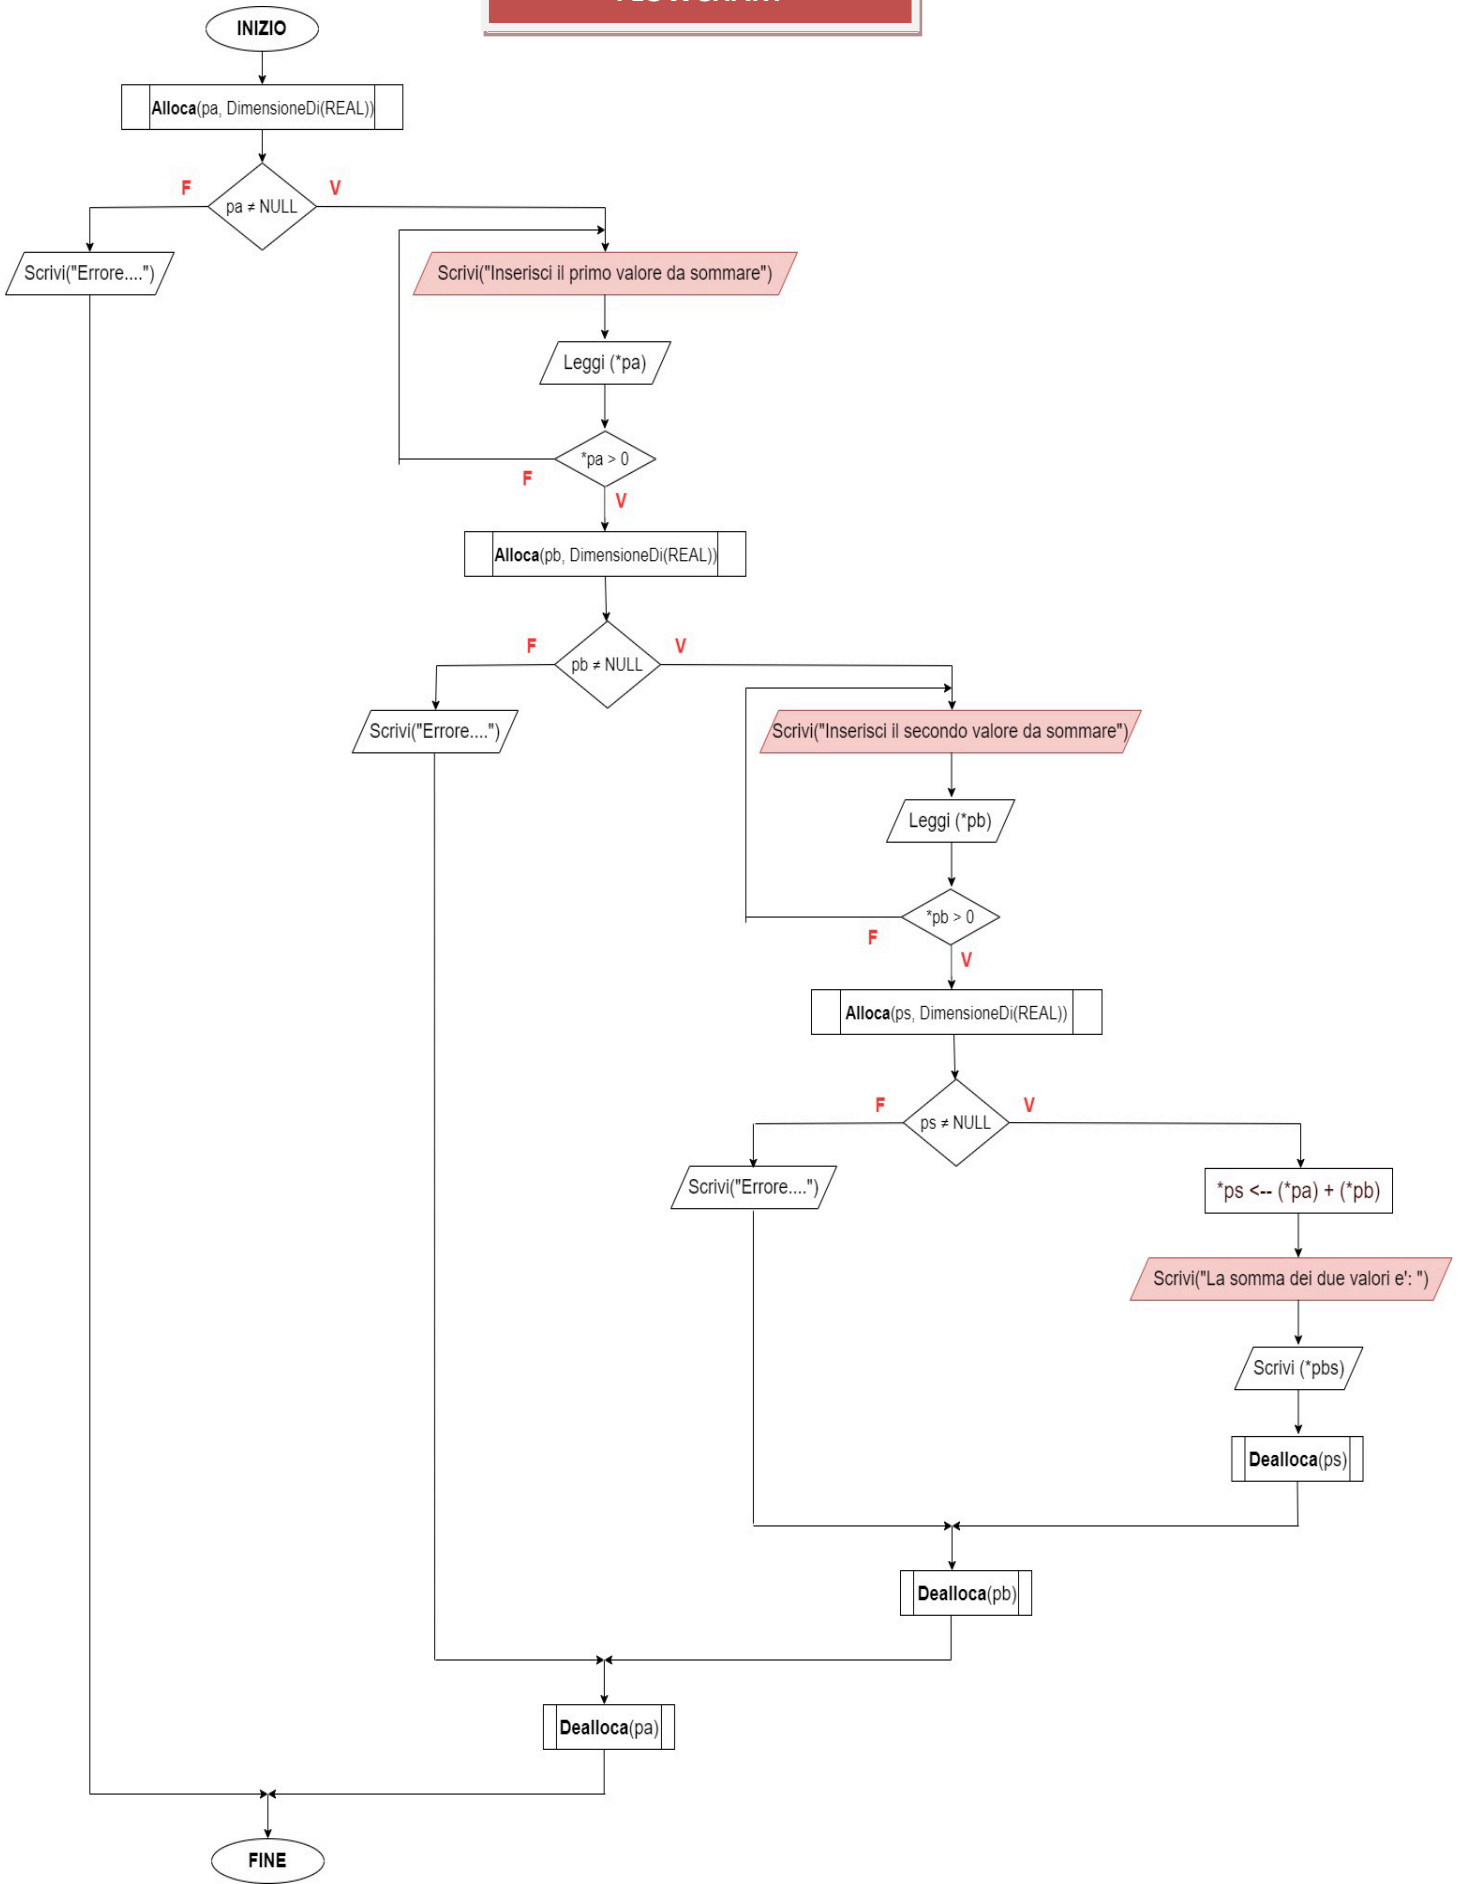 INIZIO
Alloca(pa, DimensioneDi(REAL))
F
V
pa ≠ NULL
Scrivi("Errore....")
Scrivi("Inserisci il primo valore da sommare")
Leggi (*pa)
*pa > 0
F
V
Alloca(pb, DimensioneDi(REAL))
F
V
pb ≠ NULL
Scrivi("Errore....")
Scrivi("Inserisci il secondo valore da sommare")
Leggi (*pb)
*pb > 0
F
V
Alloca(ps, DimensioneDi(REAL))
F
V
ps ≠ NULL
Scrivi("Errore....")
*ps <-- (*pa) + (*pb)
Scrivi("La somma dei due valori e': ")
Scrivi (*pbs)
Dealloca(ps)
Dealloca(pb)
Dealloca(pa)
FINE